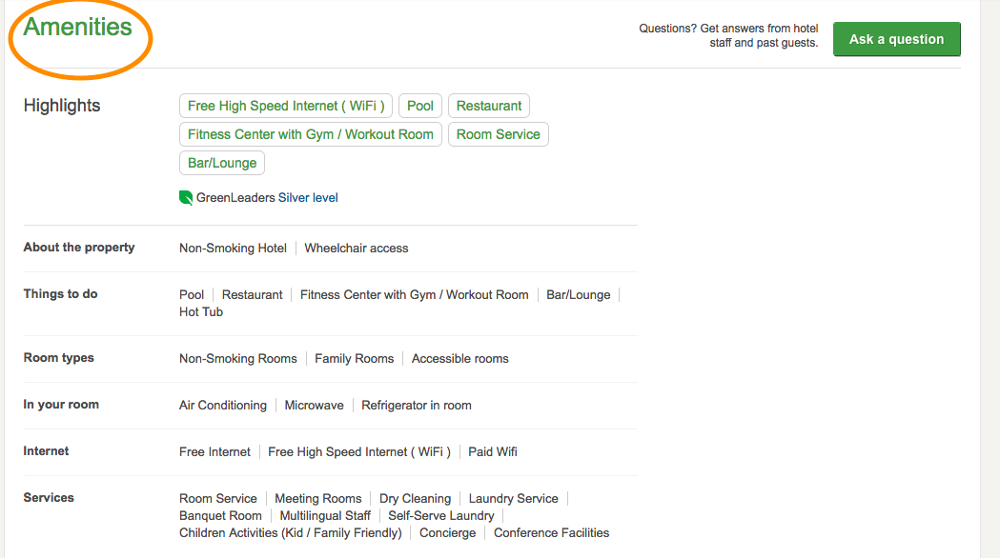 Amenities
Questions? Get answers from hotel
staff and past guests.
Ask a question
Highlights
Free High Speed Internet ( WiFi ) Pool Restaurant
Fitness Center with Gym / Workout Room Room Service
Bar/Lounge
GreenLeaders Silver level
About the property Non-Smoking Hotel Wheelchair access
Things to do Pool Restaurant Fitness Center with Gym / Workout Room Bar/Lounge
Hot Tub
Room types Non-Smoking Rooms Family Rooms Accessible rooms
In your room Air Conditioning Microwave Refrigerator in room
Internet Free Internet Free High Speed Internet ( WiFi ) Paid Wifi
Services Room Service Meeting Rooms Dry Cleaning Laundry Service
Banquet Room Multilingual Staff Self-Serve Laundry
Children Activities (Kid / Family Friendly) Concierge Conference Facilities